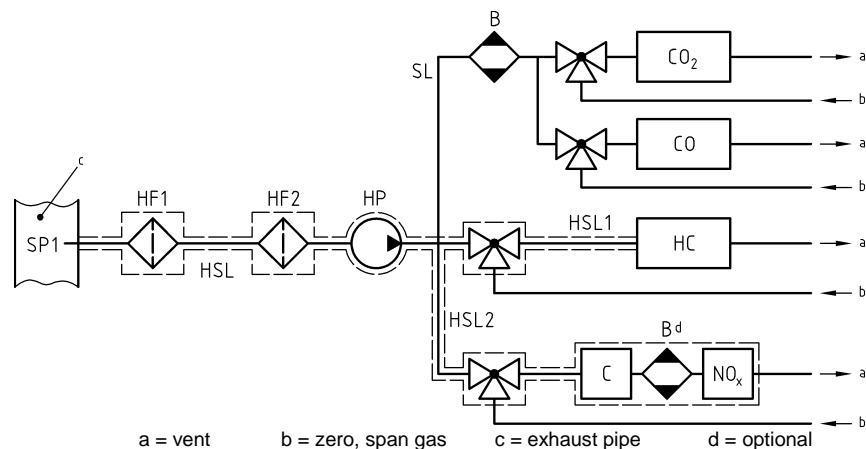 B
SL
CO₂
a
b
CO
a
b
c
HF1
HF2
HP
SP1
HSL
HSL1
HC
a
b
HSL2
Bᵈ
C
NOₓ
a
b
a = vent b = zero, span gas c = exhaust pipe d = optional